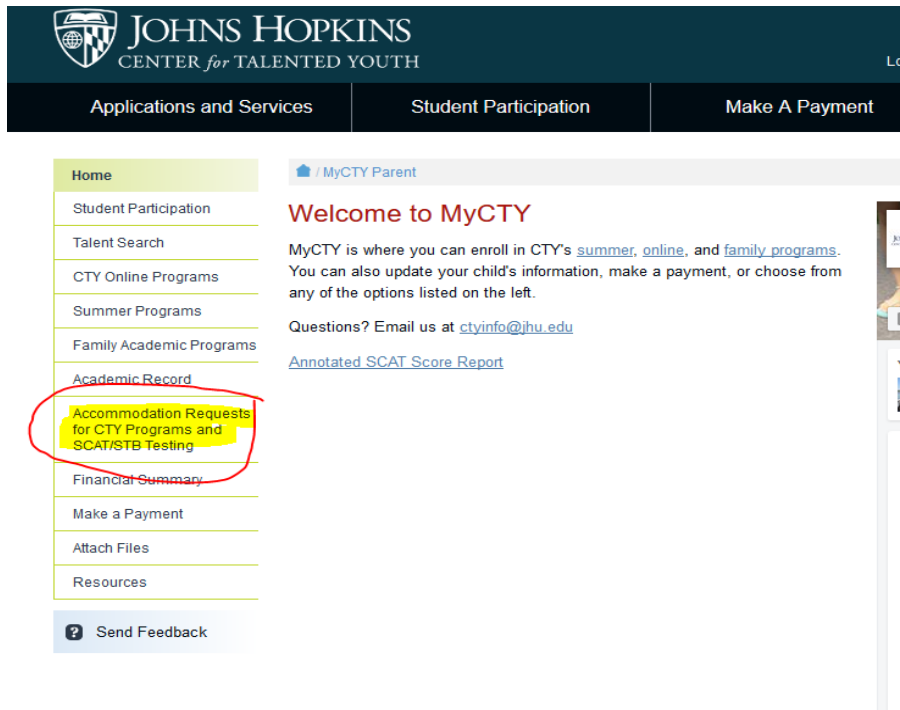 JOHNS HOPKINS
CENTER for TALENTED YOUTH
Applications and Services
Student Participation
Make A Payment
Home
Student Participation
Talent Search
CTY Online Programs
Summer Programs
Family Academic Programs
Academic Record
Accommodation Requests
for CTY Programs and
SCAT/STB Testing
Financial Summary
Make a Payment
Attach Files
Resources
? Send Feedback
/ MyCTY Parent
Welcome to MyCTY
MyCTY is where you can enroll in CTY's summer, online, and family programs.
You can also update your child's information, make a payment, or choose from
any of the options listed on the left.
Questions? Email us at ctyinfo@jhu.edu
Annotated SCAT Score Report